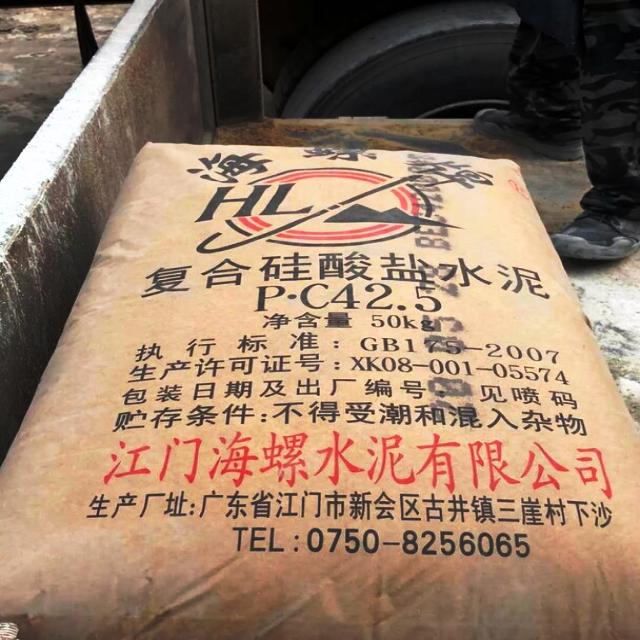 海螺
HL
复合硅酸盐水泥
P·C42.5
净含量 50kg
执行标准:GB175-2007
生产许可证号:XK08-001-05574
包装日期及出厂编号:见喷码
贮存条件:不得受潮和混入杂物
江门海螺水泥有限公司
生产厂址:广东省江门市新会区古井镇三崖村下沙
TEL:0750-8256065